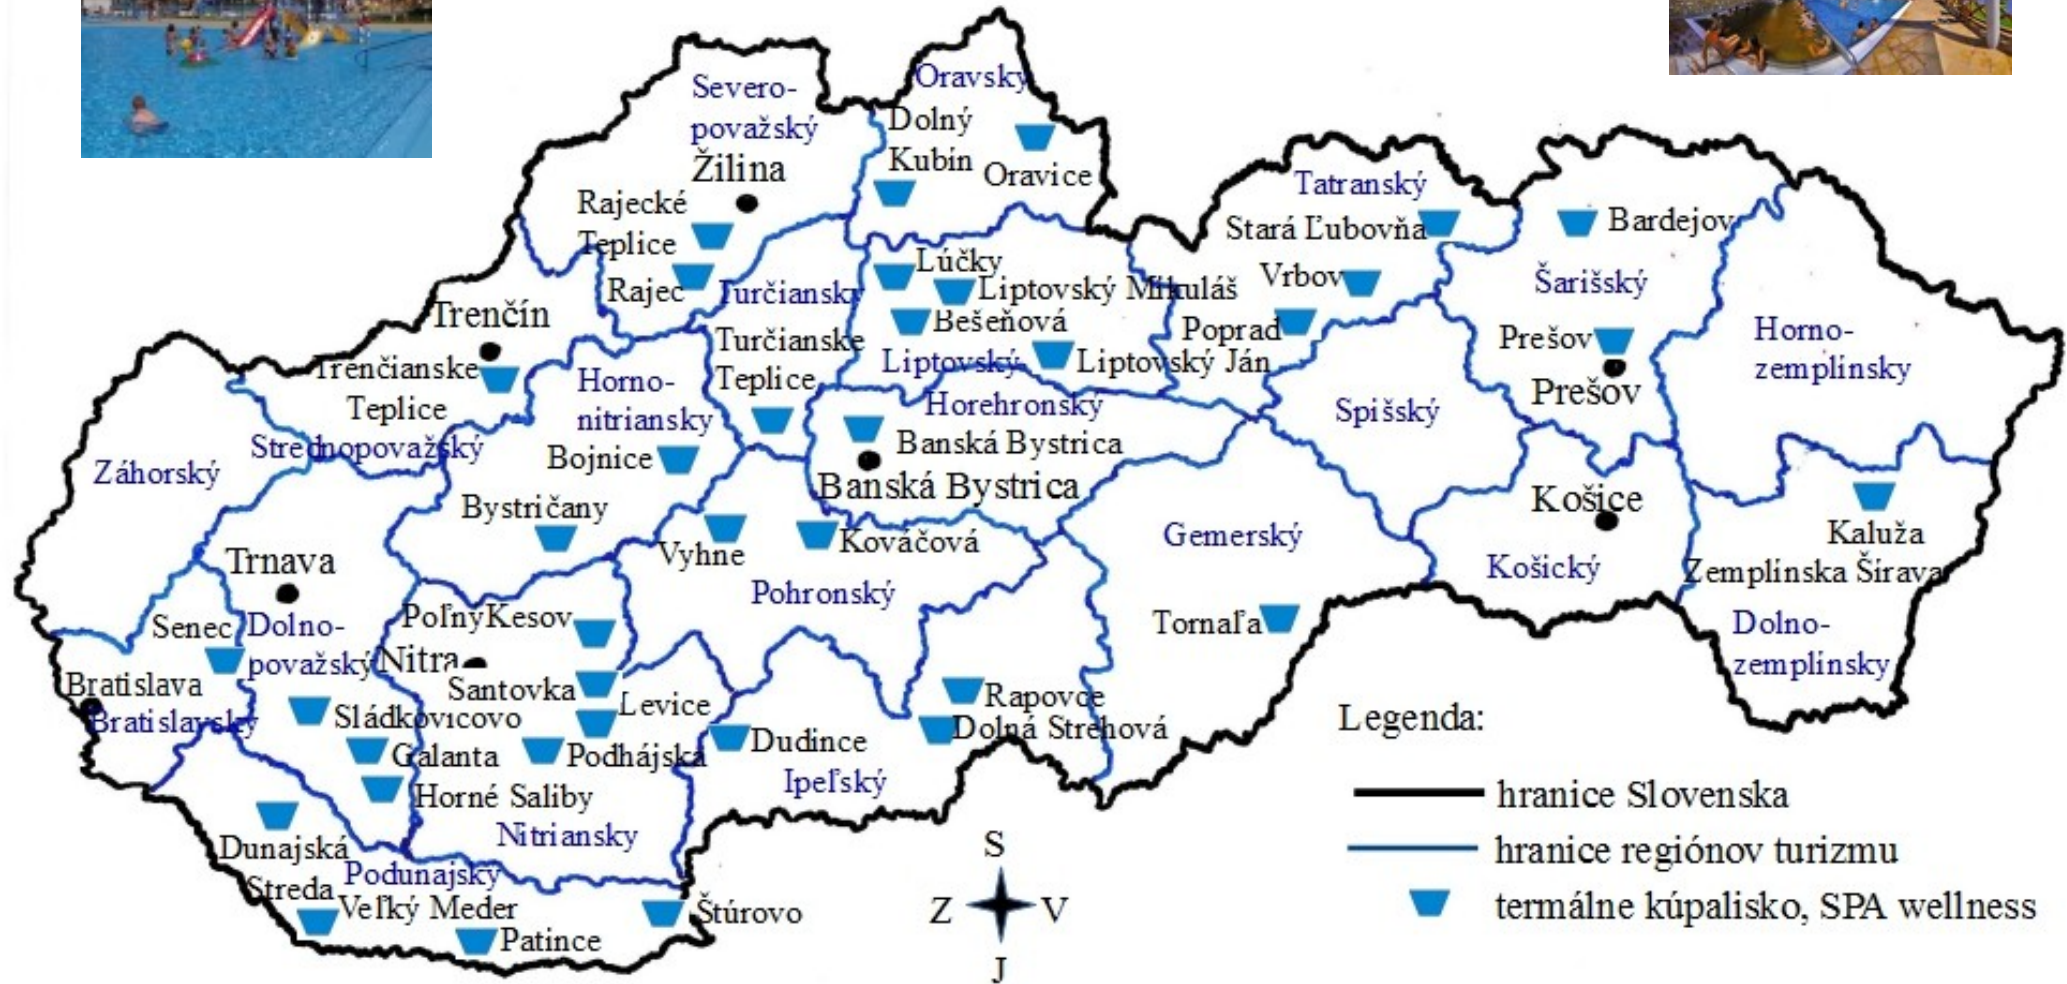 Severo-
považský
Žilina
Oravský
Dolný
Kubín
Oravice
Rajecké
Teplice
Rajec
Tatranský
Stará Ľubovňa
Bardejov
Vrbov
Šarišský
Poprad
Prešov
Prešov
Horno-
zemplínsky
Lúčky
Liptovský Mikuláš
Bešeňová
Liptovský
Liptovský Ján
Turčiansky
Turčianske
Teplice
Trenčín
Trenčianske
Teplice
Strednopovažský
Horno-
nitriansky
Bojnice
Bystričany
Horehronský
Banská Bystrica
Banská Bystrica
Spišský
Záhorský
Košice
Košický
Kaluža
Zemplínska Šírava
Dolno-
zemplínsky
Gemerský
Tornaľa
Vyhne
Kováčová
Pohronský
Trnava
Senec
Dolno-
považský
Bratislava
Bratislavský
Poľný Kesov
Nitra
Santovka
Levice
Sládkovicovo
Galanta
Podhájska
Horné Saliby
Nitriansky
Dudince
Ipeľský
Rapovce
Dolná Strehová
Dunajská
Streda
Podunajský
Veľký Meder
Patince
Štúrovo
S
Z V
J
Legenda:
hranice Slovenska
hranice regiónov turizmu
termálne kúpalisko, SPA wellness